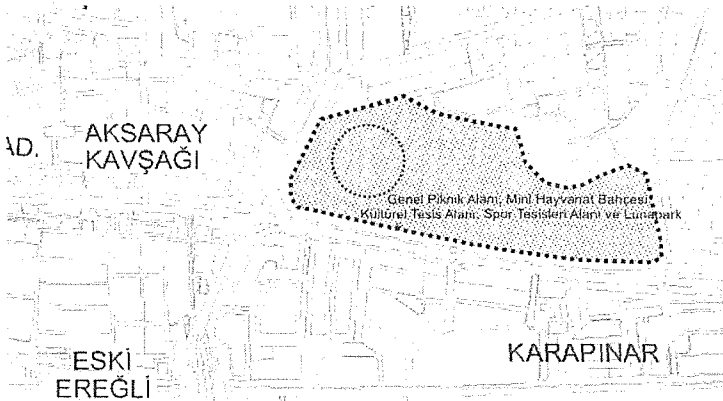 AD.
AKSARAY
KAVŞAĞI
Genel Piknik Alanı, Mini Hayvanat Bahçesi,
Kültürel Tesis Alanı, Spor Tesisleri Alanı ve Lunapark
KARAPINAR
ESKİ
EREĞLİ